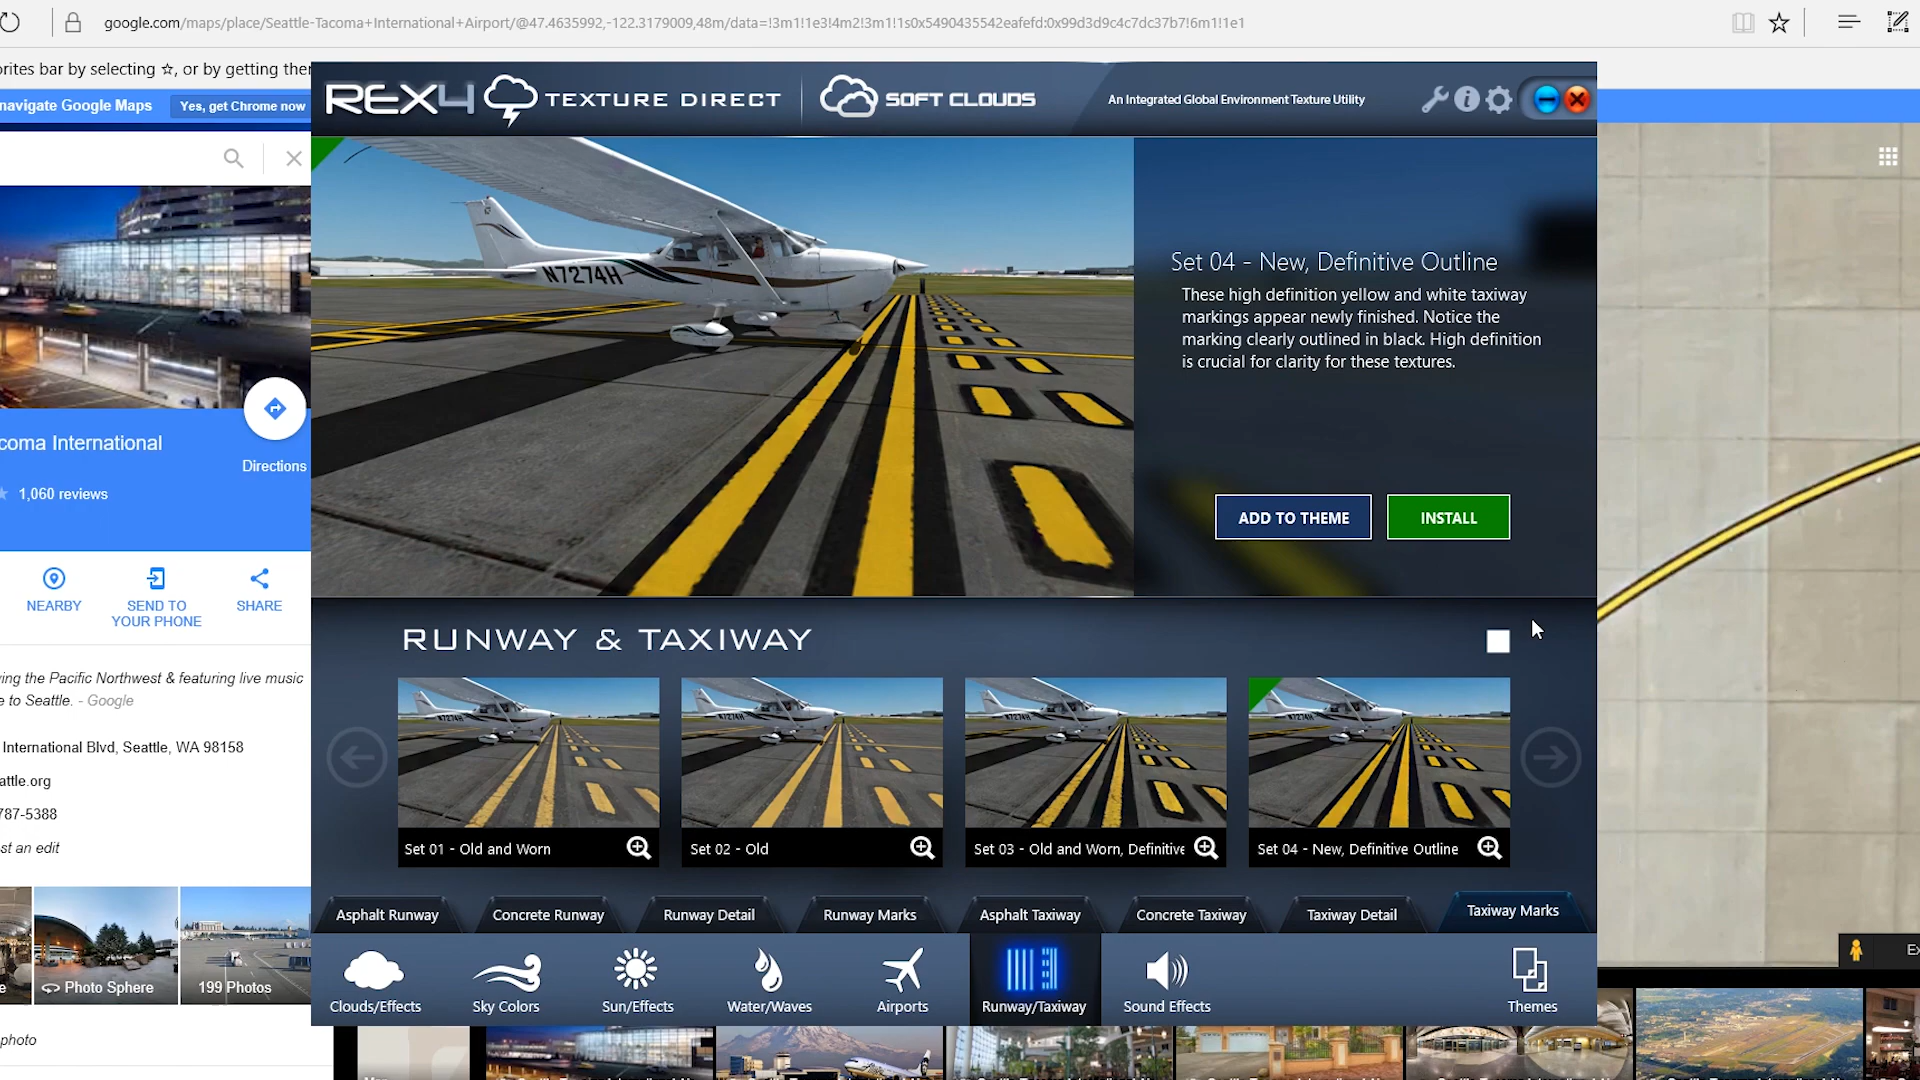 google.com/maps/place/Seattle-Tacoma+International+Airport/@47.4635992,-122.3179009,48m/data=!3m1!1e3!4m2!3m1!1s0x5490435542eafefd:0x99d3d9c4c7dc37b7!6m1!1e1
orites bar by selecting ☆, or by getting
navigate Google Maps
Yes, get Chrome now
REX4 TEXTURE DIRECT
SOFT CLOUDS
An Integrated Global Environment Texture Utility
N7274H
Set 04 - New, Definitive Outline
These high definition yellow and white taxiway
markings appear newly finished. Notice the
marking clearly outlined in black. High definition
is crucial for clarity for these textures.
ADD TO THEME
INSTALL
coma International
Directions
1,060 reviews
NEARBY
SEND TO
YOUR PHONE
SHARE
ving the Pacific Northwest & featuring live music
e to Seattle. - Google
International Blvd, Seattle, WA 98158
attle.org
787-5388
st an edit
Photo Sphere
199 Photos
photo
RUNWAY & TAXIWAY
Set 01 - Old and Worn
Set 02 - Old
Set 03 - Old and Worn, Definitive
Set 04 - New, Definitive Outline
Asphalt Runway
Concrete Runway
Runway Detail
Runway Marks
Asphalt Taxiway
Concrete Taxiway
Taxiway Detail
Taxiway Marks
Clouds/Effects
Sky Colors
Sun/Effects
Water/Waves
Airports
Runway/Taxiway
Sound Effects
Themes
Ex